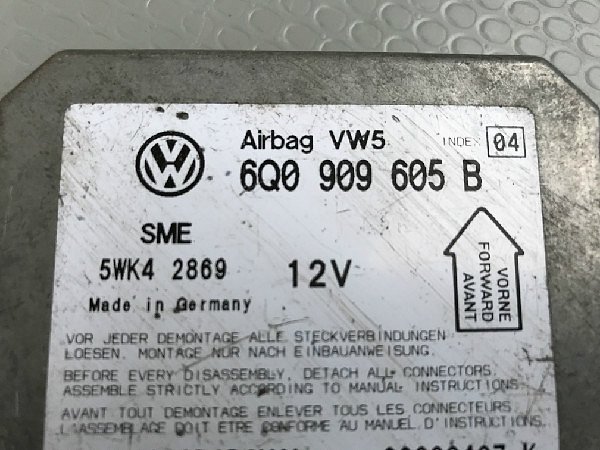 Airbag VW5 INDEX 04
6Q0 909 605 B
SME
5WK4 2869 12V
Made in Germany
VORNE
FORWARD
AVANT
VOR JEDER DEMONTAGE ALLE STECKVERBINDUNGEN
LOESEN. MONTAGE NUR NACH EINBAUANWEISUNG.
BEFORE EVERY DISASSEMBLY, DETACH ALL CONNECTORS.
ASSEMBLE STRICTLY ACCORDING TO MANUAL INSTRUCTIONS
AVANT TOUT DEMONTAGE ENLEVER TOUS LES CONNECTEURS.
L'ASSEMBLAGE DOIT ETRE CONFORME AU MANUEL D'INSTRUCTIONS